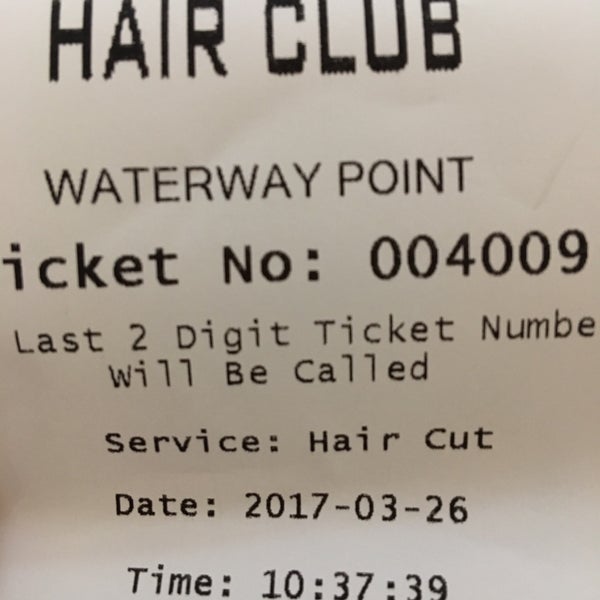 HAIR CLUB
WATERWAY POINT
icket No: 004009
Last 2 Digit Ticket Numbe
Will Be Called
Service: Hair Cut
Date: 2017-03-26
Time: 10:37:39